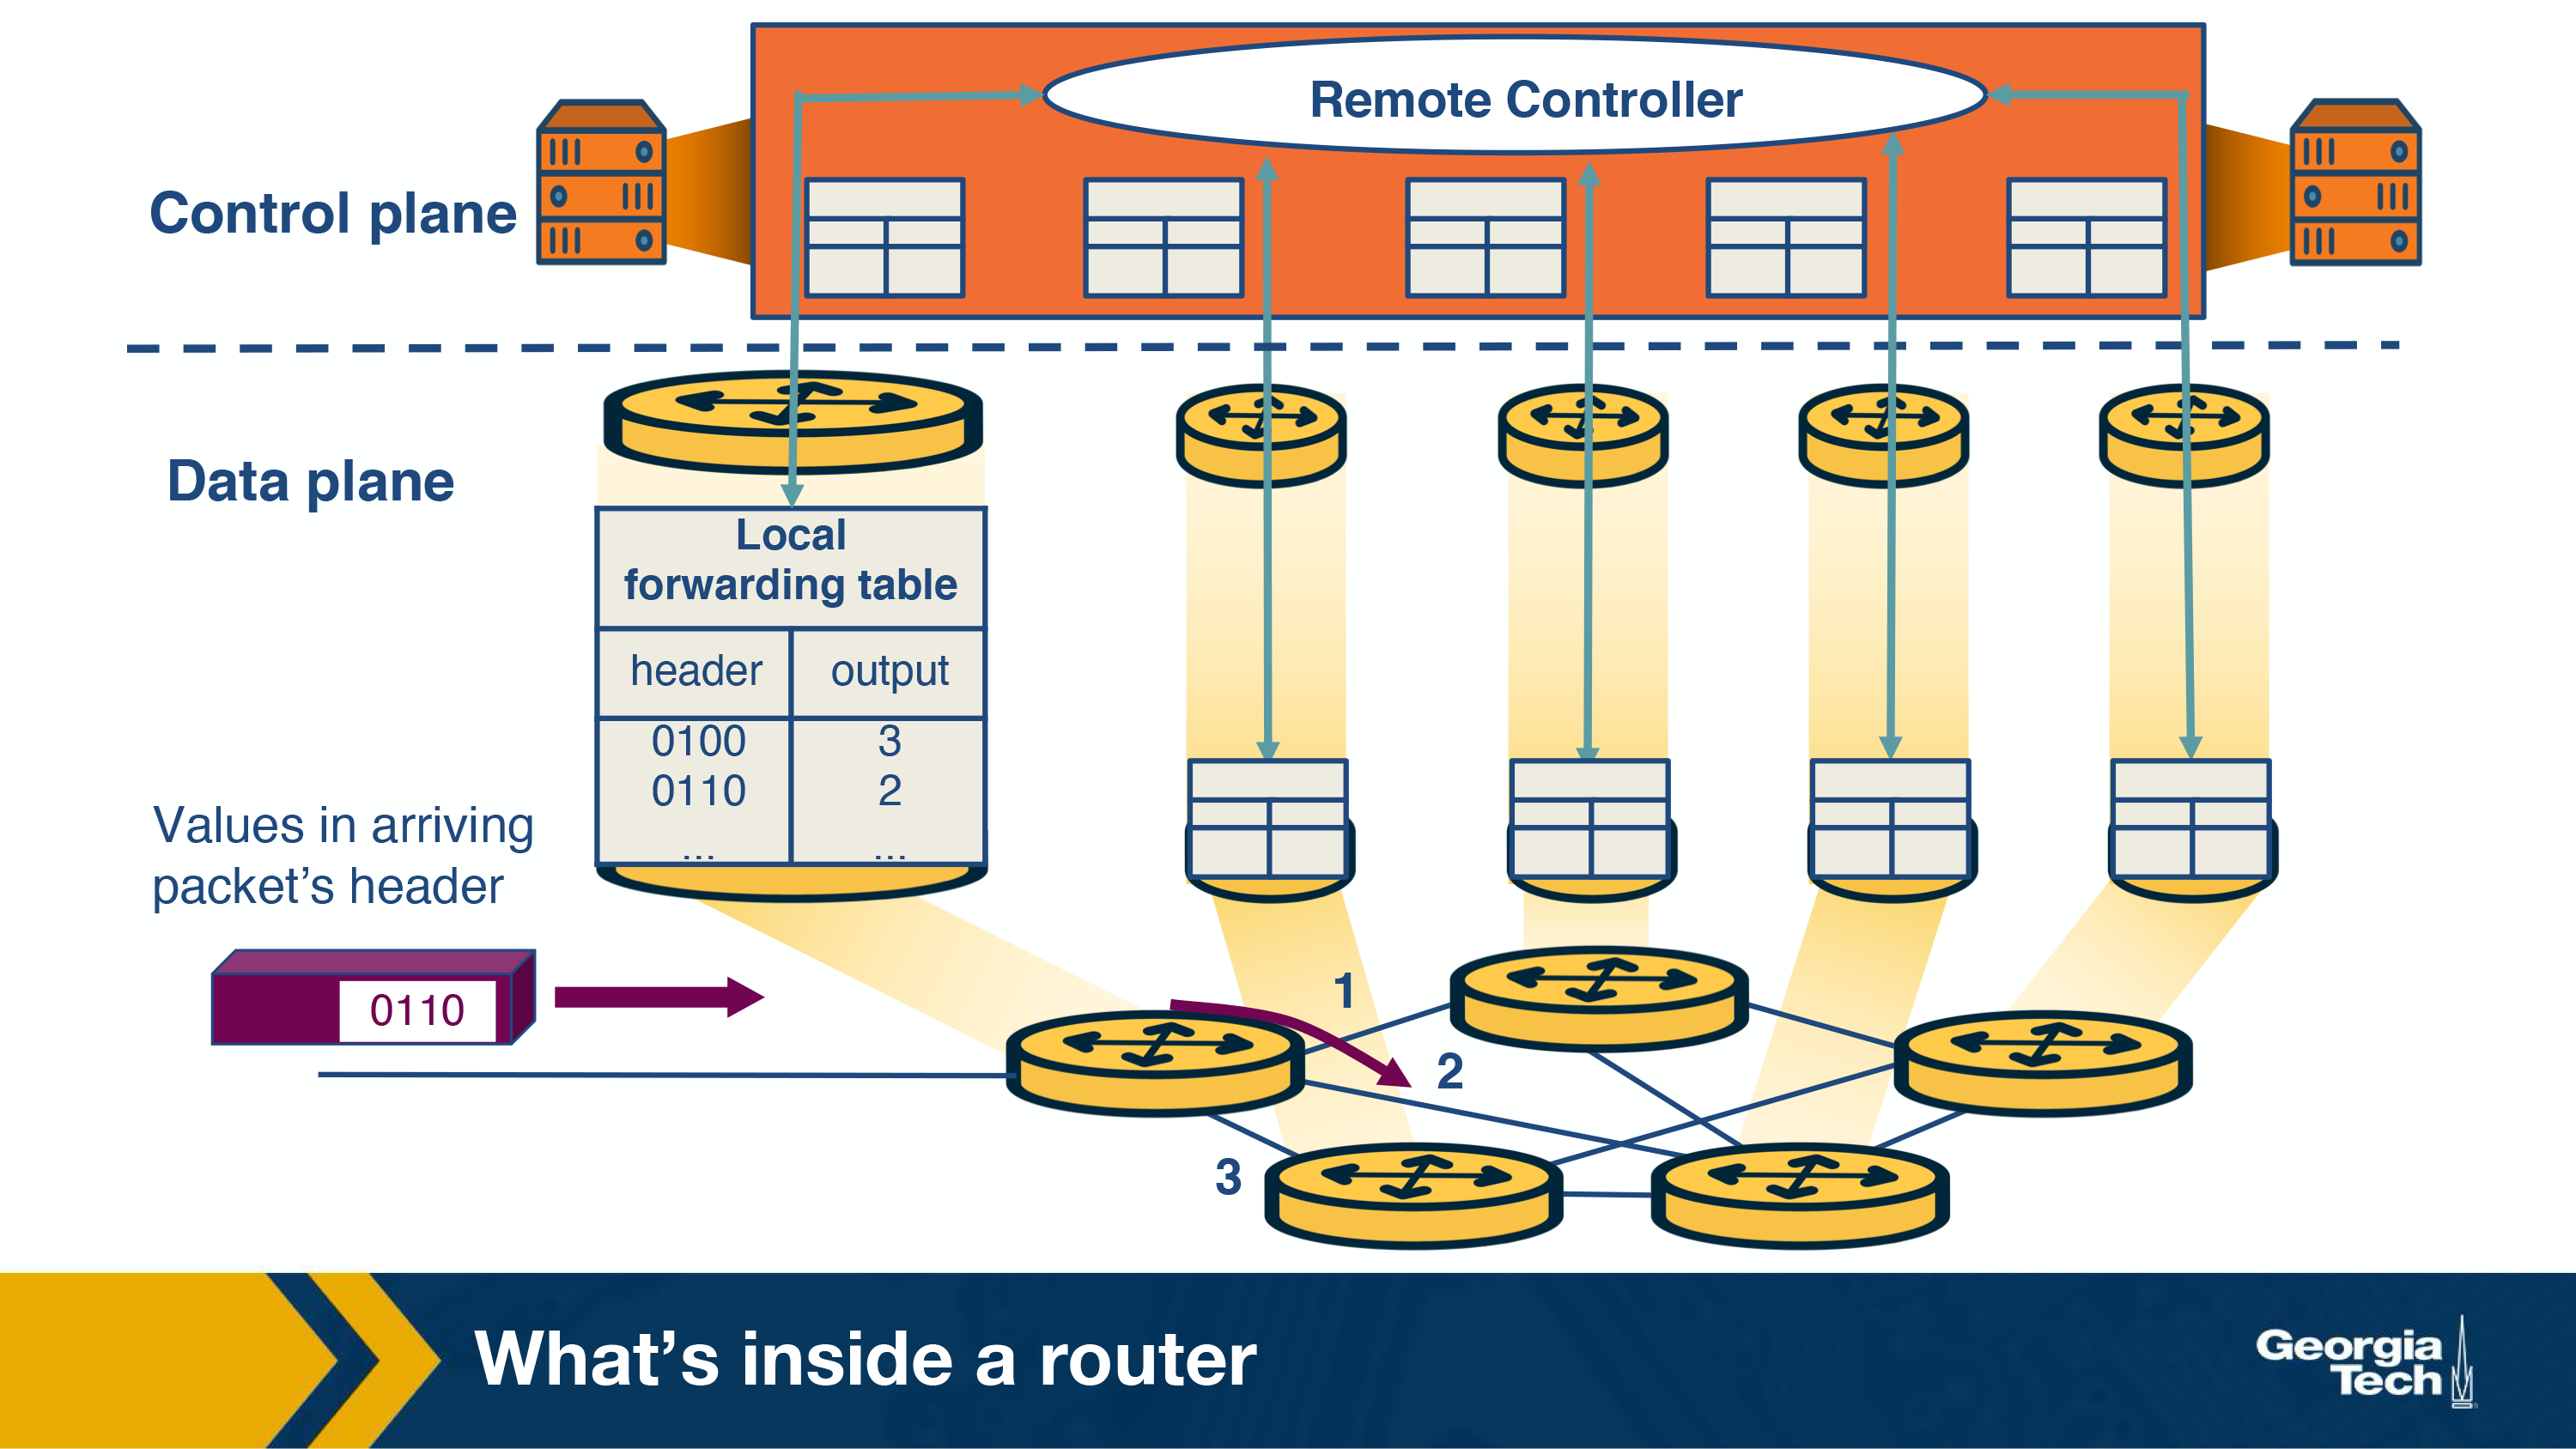 Remote Controller
Control plane
Data plane
Local
forwarding table
header output
0100 3
0110 2
... ...
Values in arriving
packet’s header
0110
1
2
3
What’s inside a router
Georgia
Tech